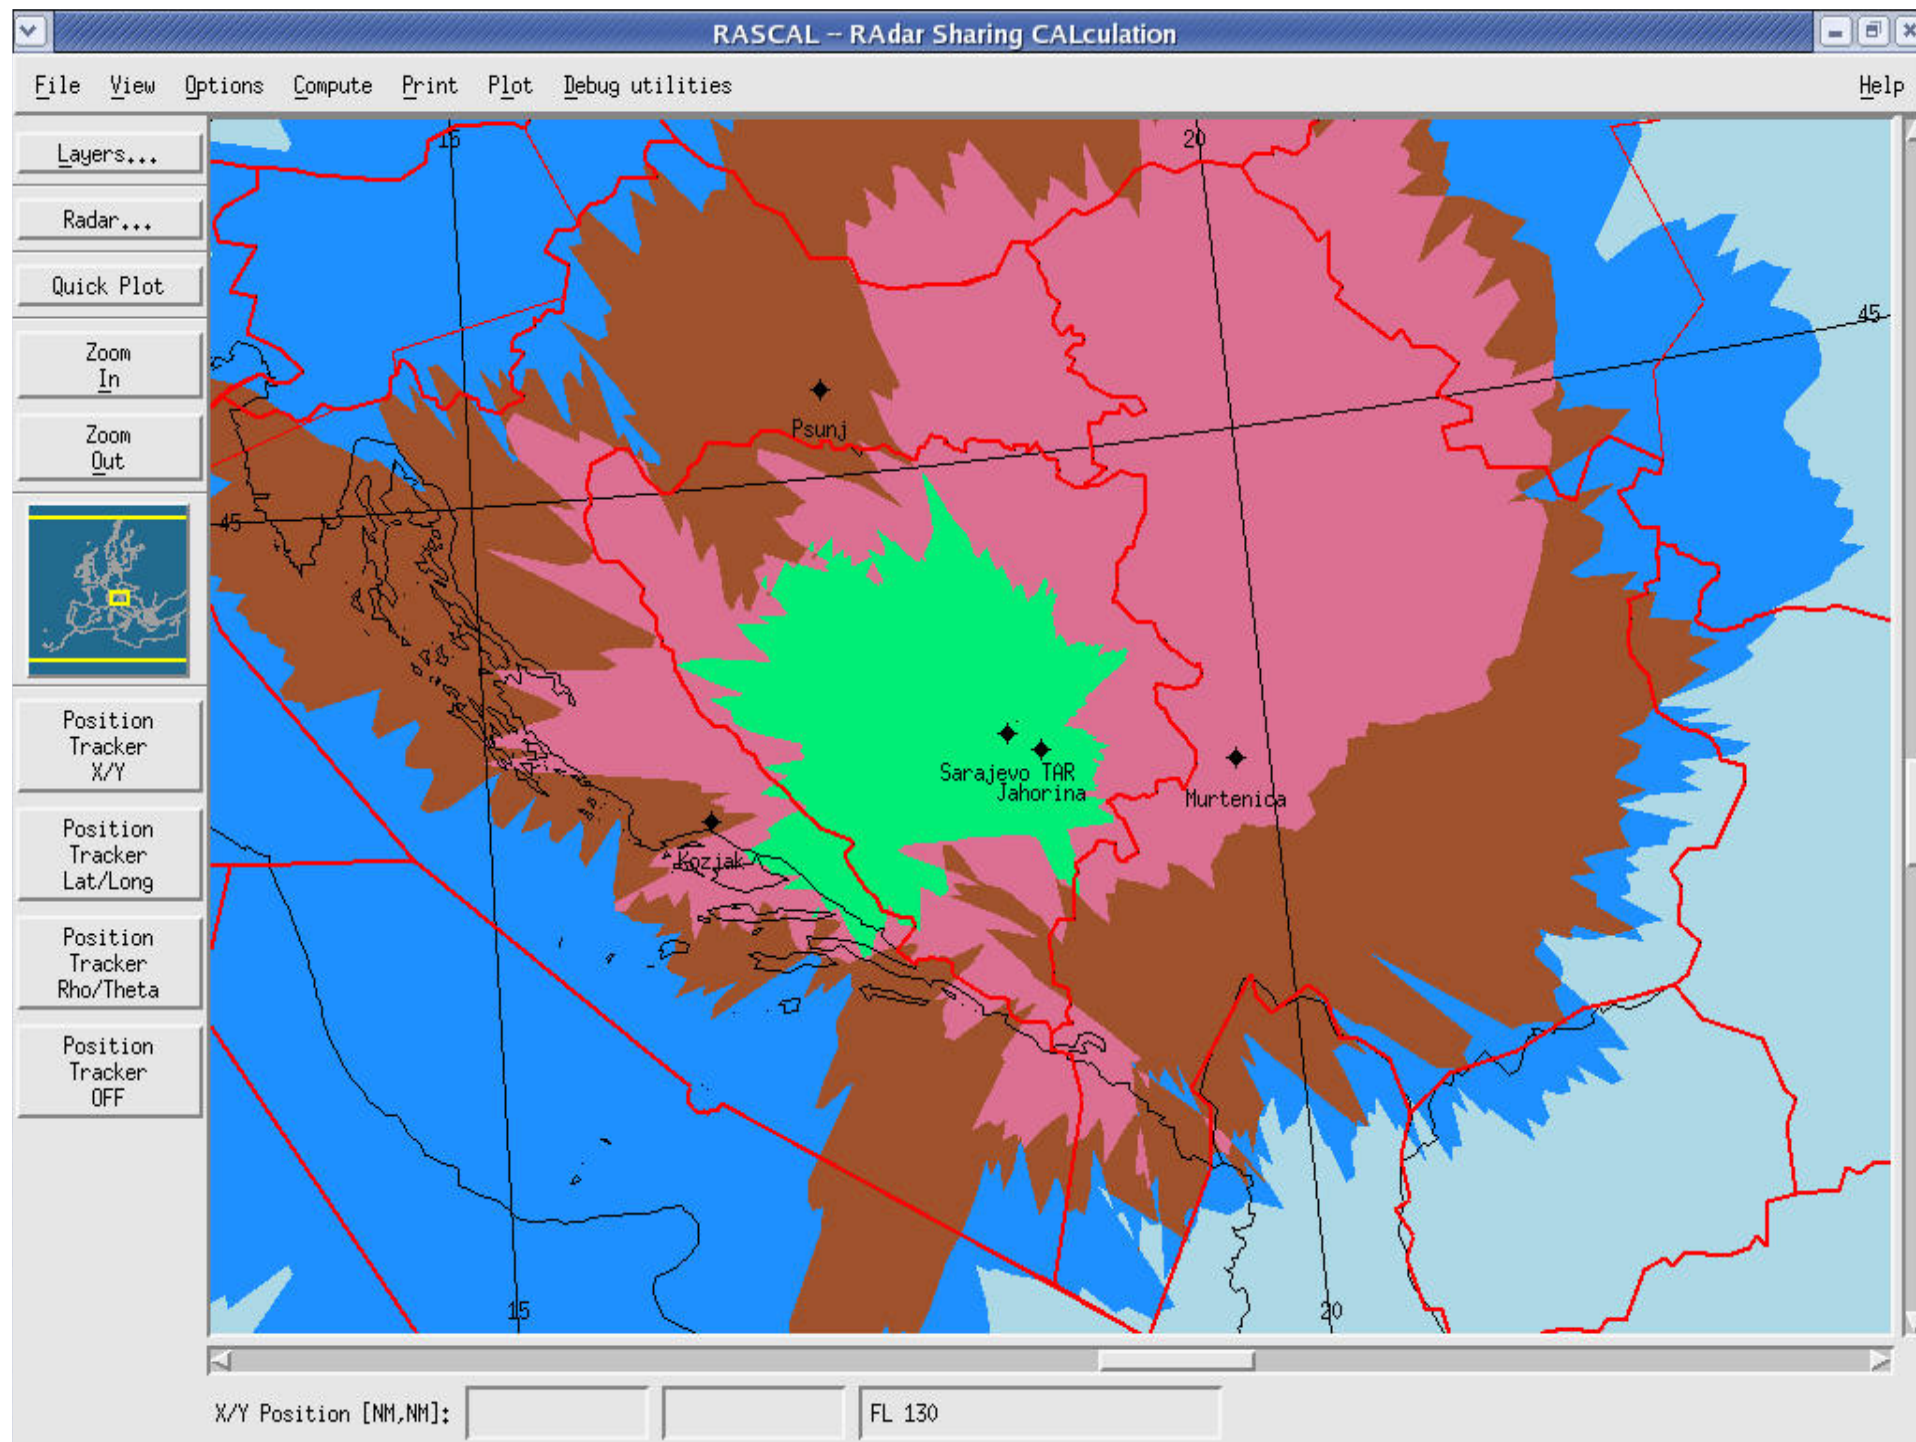 RASCAL -- RAdar Sharing CALculation
File View Options Compute Print Plot Debug utilities Help
Layers...
Radar...
Quick Plot
Zoom
In
Zoom
Out
Position
Tracker
X/Y
Position
Tracker
Lat/Long
Position
Tracker
Rho/Theta
Position
Tracker
OFF
15
20
45
Psunj
45
Sarajevo TAR
Jahorina
Murtenica
Kozjak
15
20
X/Y Position [NM,NM]:
FL 130